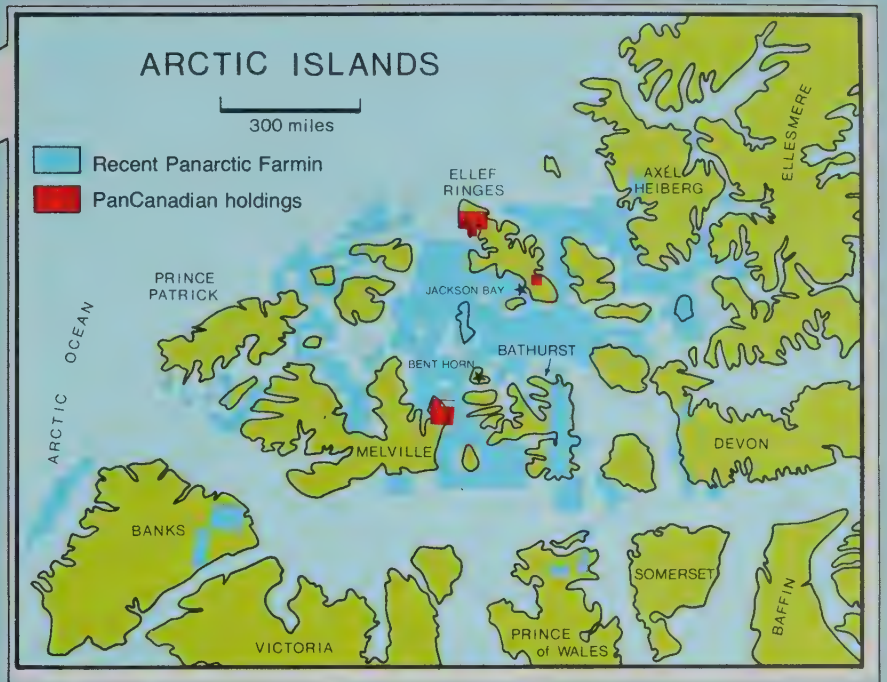 ARCTIC ISLANDS
300 miles
Recent Panarctic Farmin
PanCanadian holdings
ELLEF
RINGES
AXEL
HEIBERG
ELLESMERE
PRINCE
PATRICK
JACKSON BAY
ARCTIC OCEAN
BENT HORN
BATHURST
MELVILLE
DEVON
BANKS
SOMERSET
BAFFIN
VICTORIA
PRINCE
of WALES